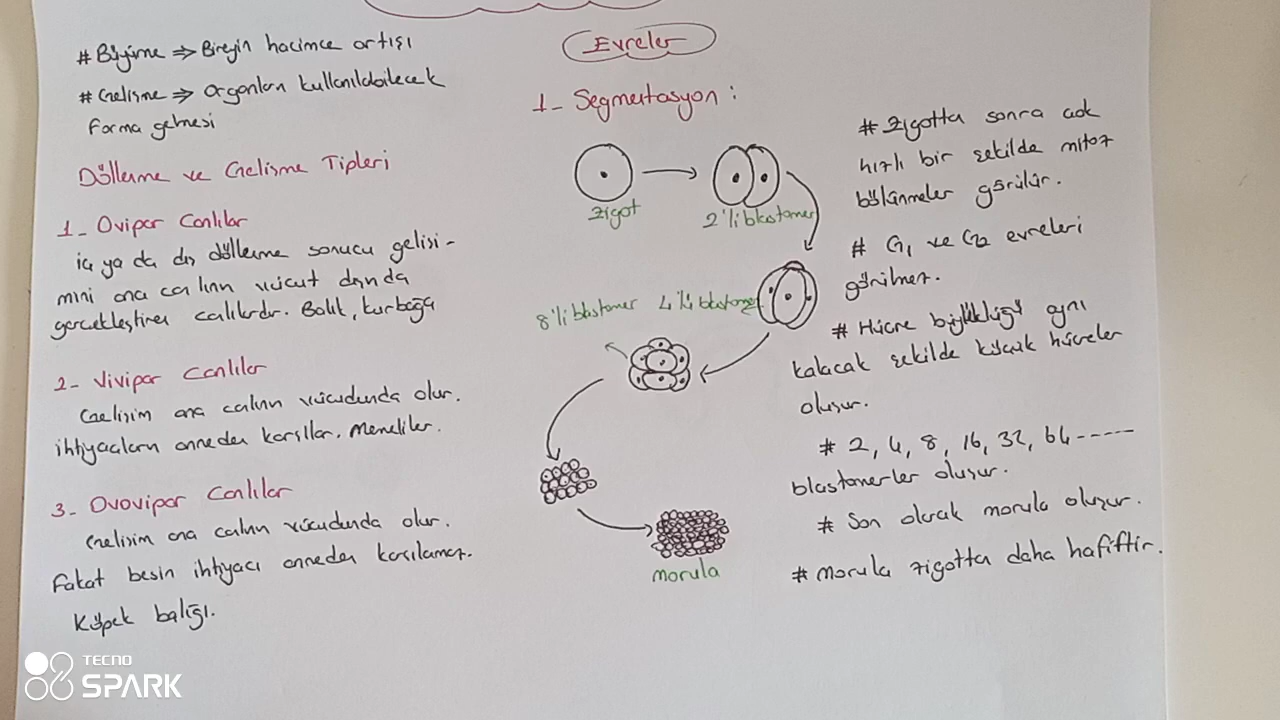 # Büyüme ⇒ Bireyin hacimce artışı
# Gelişme ⇒ Organların kullanılabilecek
forma gelmesi
Döllenme ve Gelişme Tipleri
1- Ovipar Canlılar
iç ya da dış döllenme sonucu gelişi-
mini ana canlının vücut dışında
gerçekleştiren canlılardır. Balık, kurbağa
2- Vivipar Canlılar
Gelişim ana canlının vücudunda olur.
ihtiyaçlarını anneden karşılar. Memeliler.
3- Ovovipar Canlılar
Gelişim ana canlının vücudunda olur.
Fakat besin ihtiyacı anneden karşılamaz.
Köpek balığı.
Evreler
1- Segmentasyon :
zigot
2'li blastomer
8'li blastomer 4'lü blastomer
morula
# Zigottan sonra çok
hızlı bir şekilde mitoz
bölünmeler görülür.
# G1 ve G2 evreleri
görülmez.
# Hücre büyüklüğü aynı
kalacak şekilde küçük hücreler
oluşur.
# 2, 4, 8, 16, 32, 64 -----
blastomerler oluşur.
# Son olarak morula oluşur.
# Morula zigottan daha hafiftir.
TECNO
SPARK